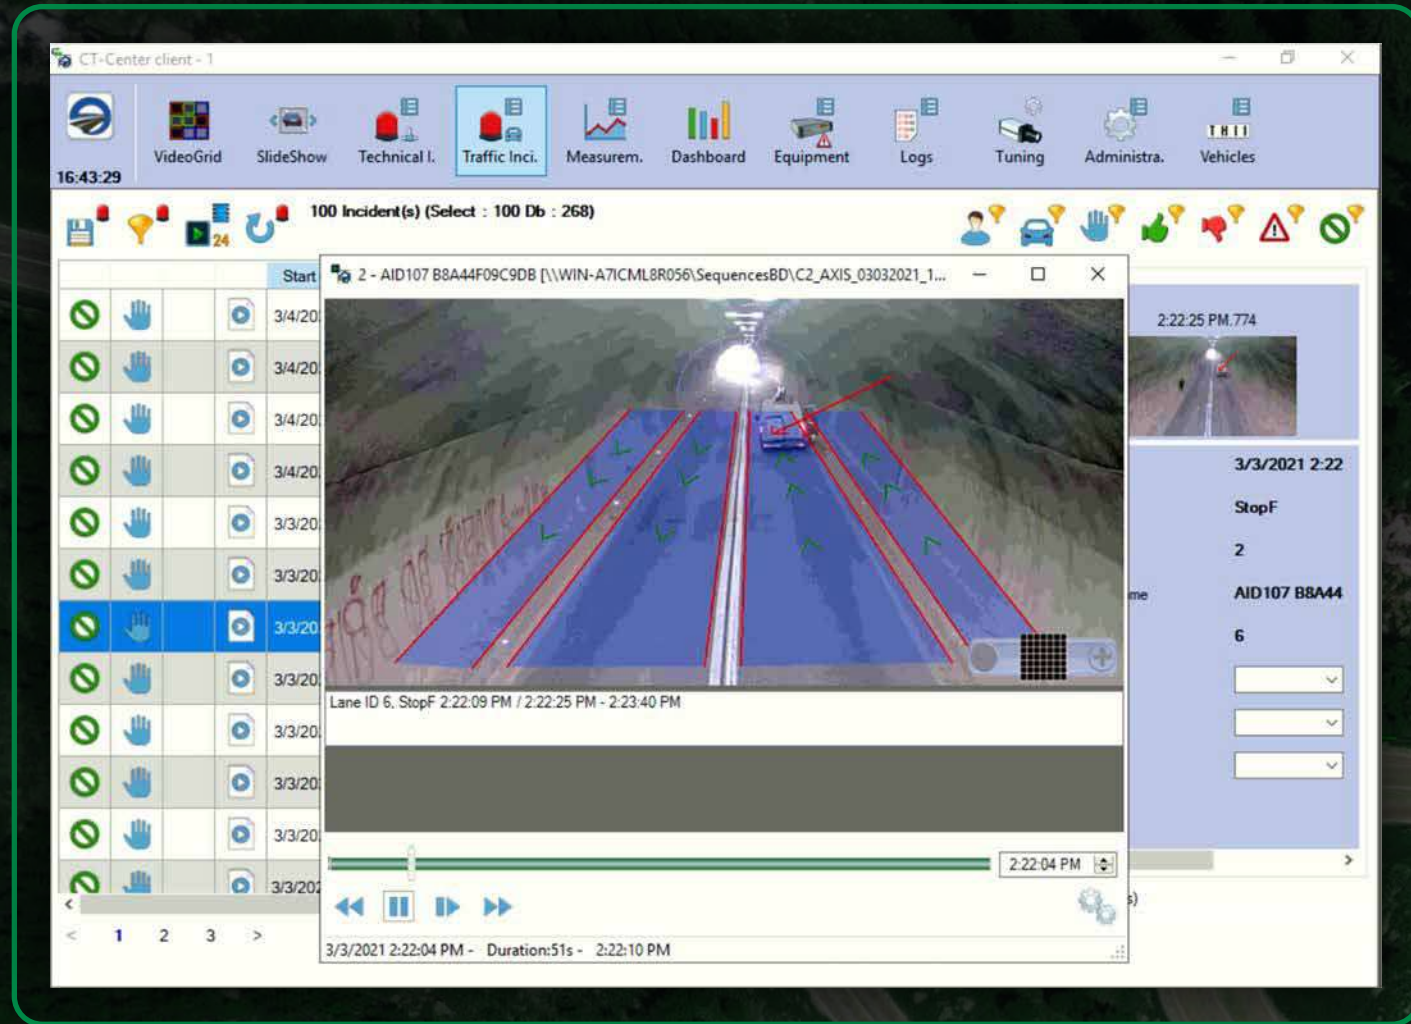 CT-Center client - 1
VideoGrid
SlideShow
Technical I.
Traffic Inci.
Measurem.
Dashboard
Equipment
Logs
Tuning
Administra.
Vehicles
16:43:29
24
100 Incident(s) (Select : 100 Db : 268)
Start
2 - AID107 B8A44F09C9DB [\\WIN-A7ICML8R056\SequencesBD\C2_AXIS_03032021_1...
3/4/20
3/4/20
3/4/20
3/4/20
3/3/20
3/3/20
3/3/20
3/3/20
3/3/20
3/3/20
3/3/20
3/3/202
2:22:25 PM.774
3/3/2021 2:22
StopF
2
me
AID107 B8A44
6
Lane ID 6, StopF 2:22:09 PM / 2:22:25 PM - 2:23:40 PM
2:22:04 PM
s)
< 1 2 3 >
3/3/2021 2:22:04 PM - Duration:51s - 2:22:10 PM